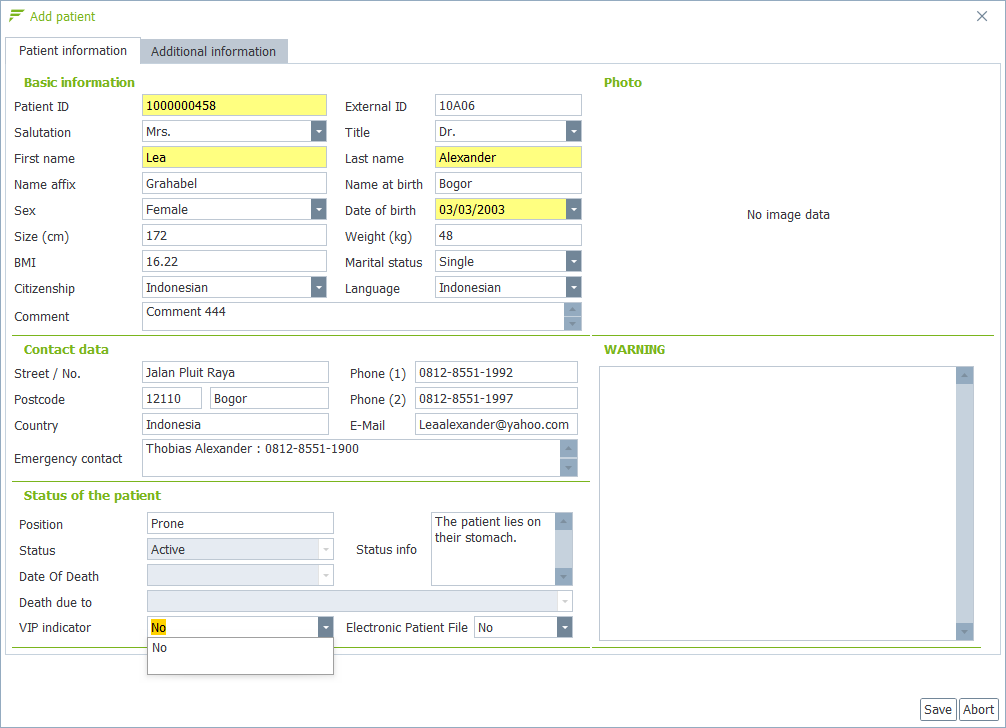 Add patient
Patient information Additional information
Basic information
Patient ID 1000000458 External ID 10A06
Salutation Mrs. Title Dr.
First name Lea Last name Alexander
Name affix Grahabel Name at birth Bogor
Sex Female Date of birth 03/03/2003
Size (cm) 172 Weight (kg) 48
BMI 16.22 Marital status Single
Citizenship Indonesian Language Indonesian
Comment Comment 444
Photo
No image data
Contact data
Street / No. Jalan Pluit Raya Phone (1) 0812-8551-1992
Postcode 12110 Bogor Phone (2) 0812-8551-1997
Country Indonesia E-Mail Leaalexander@yahoo.com
Emergency contact Thobias Alexander : 0812-8551-1900
WARNING
Status of the patient
Position Prone
Status Active Status info The patient lies on
their stomach.
Date Of Death
Death due to
VIP indicator No Electronic Patient File No
No
Save Abort